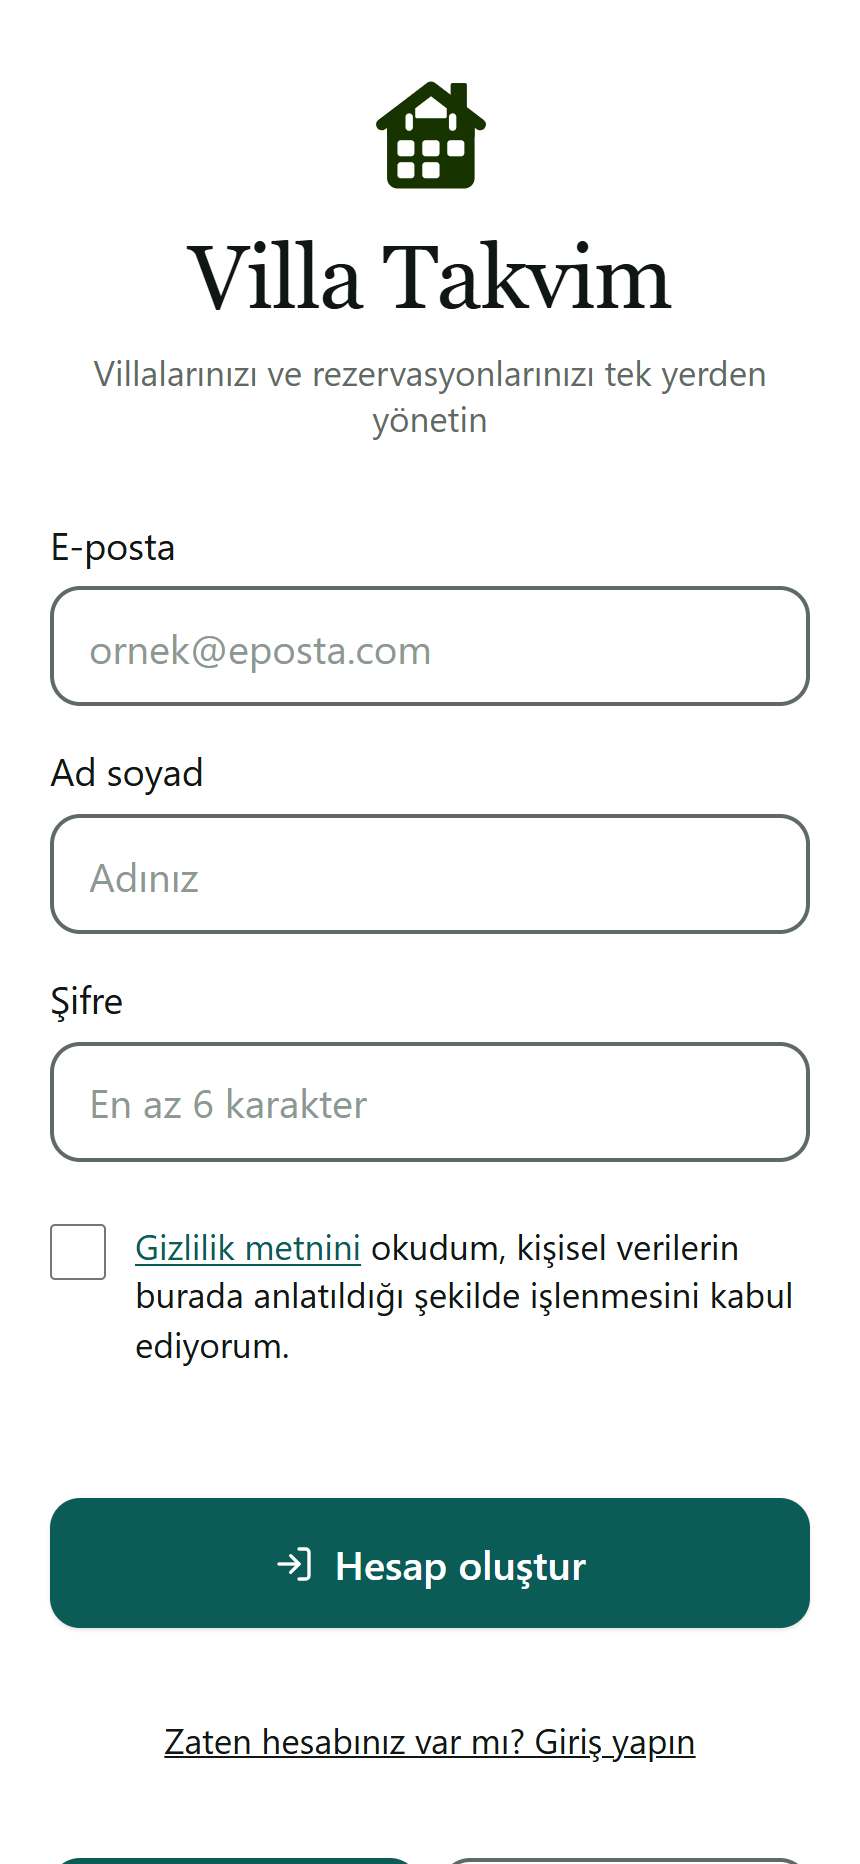 Villa Takvim
Villalarınızı ve rezervasyonlarınızı tek yerden
yönetin
E-posta
ornek@eposta.com
Ad soyad
Adınız
Şifre
En az 6 karakter
Gizlilik metnini okudum, kişisel verilerin
burada anlatıldığı şekilde işlenmesini kabul
ediyorum.
Hesap oluştur
Zaten hesabınız var mı? Giriş yapın